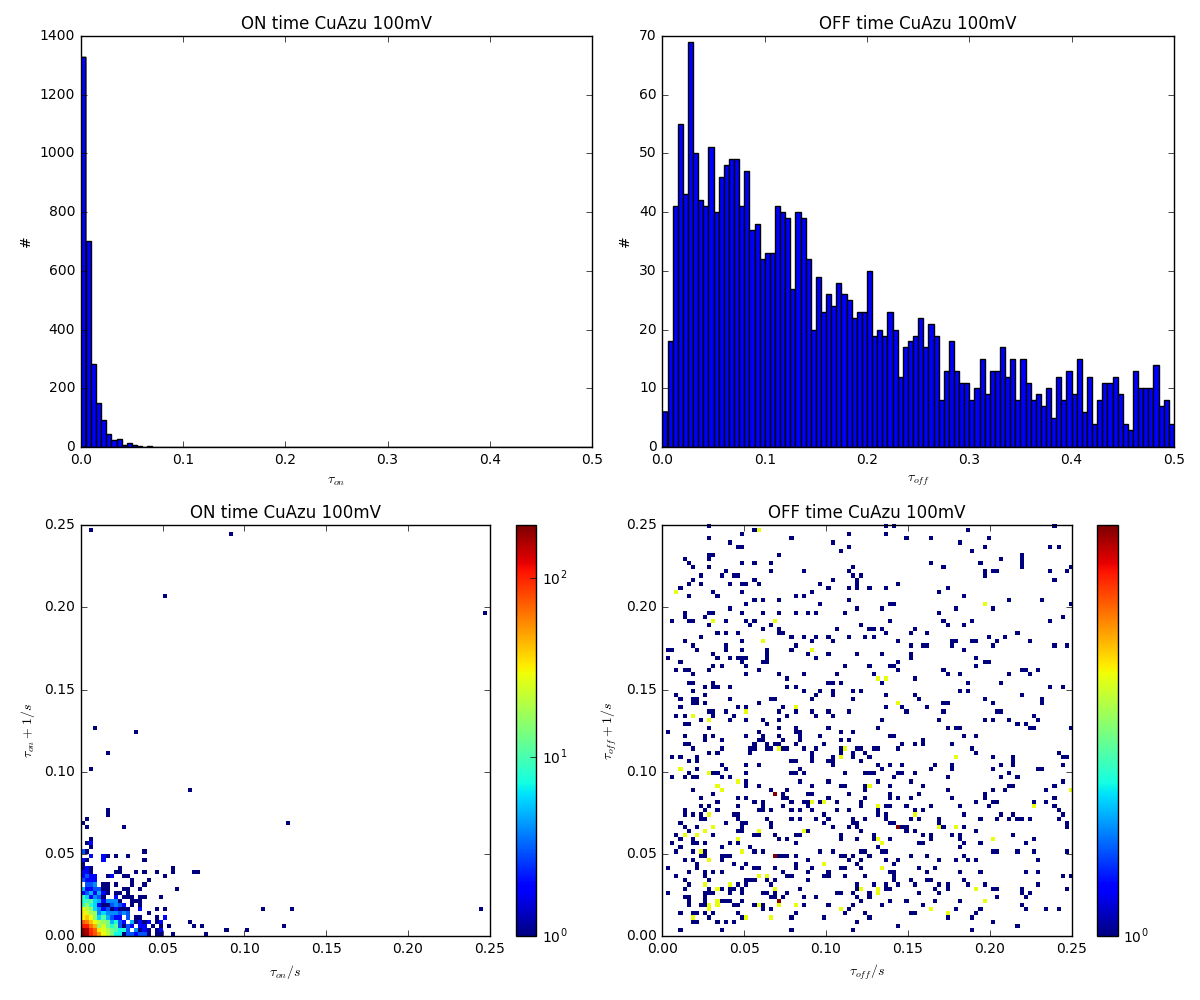 ON time CuAzu 100mV
1400
1200
1000
800
600
400
200
0
#
0.0 0.1 0.2 0.3 0.4 0.5
τ_on
OFF time CuAzu 100mV
70
60
50
40
30
20
10
0
#
0.0 0.1 0.2 0.3 0.4 0.5
τ_off
ON time CuAzu 100mV
0.25
0.20
0.15
0.10
0.05
0.00
τ_on + 1/s
0.00 0.05 0.10 0.15 0.20 0.25
τ_on/s
10^2
10^1
10^0
OFF time CuAzu 100mV
0.25
0.20
0.15
0.10
0.05
0.00
τ_off + 1/s
0.00 0.05 0.10 0.15 0.20 0.25
τ_off/s
10^0